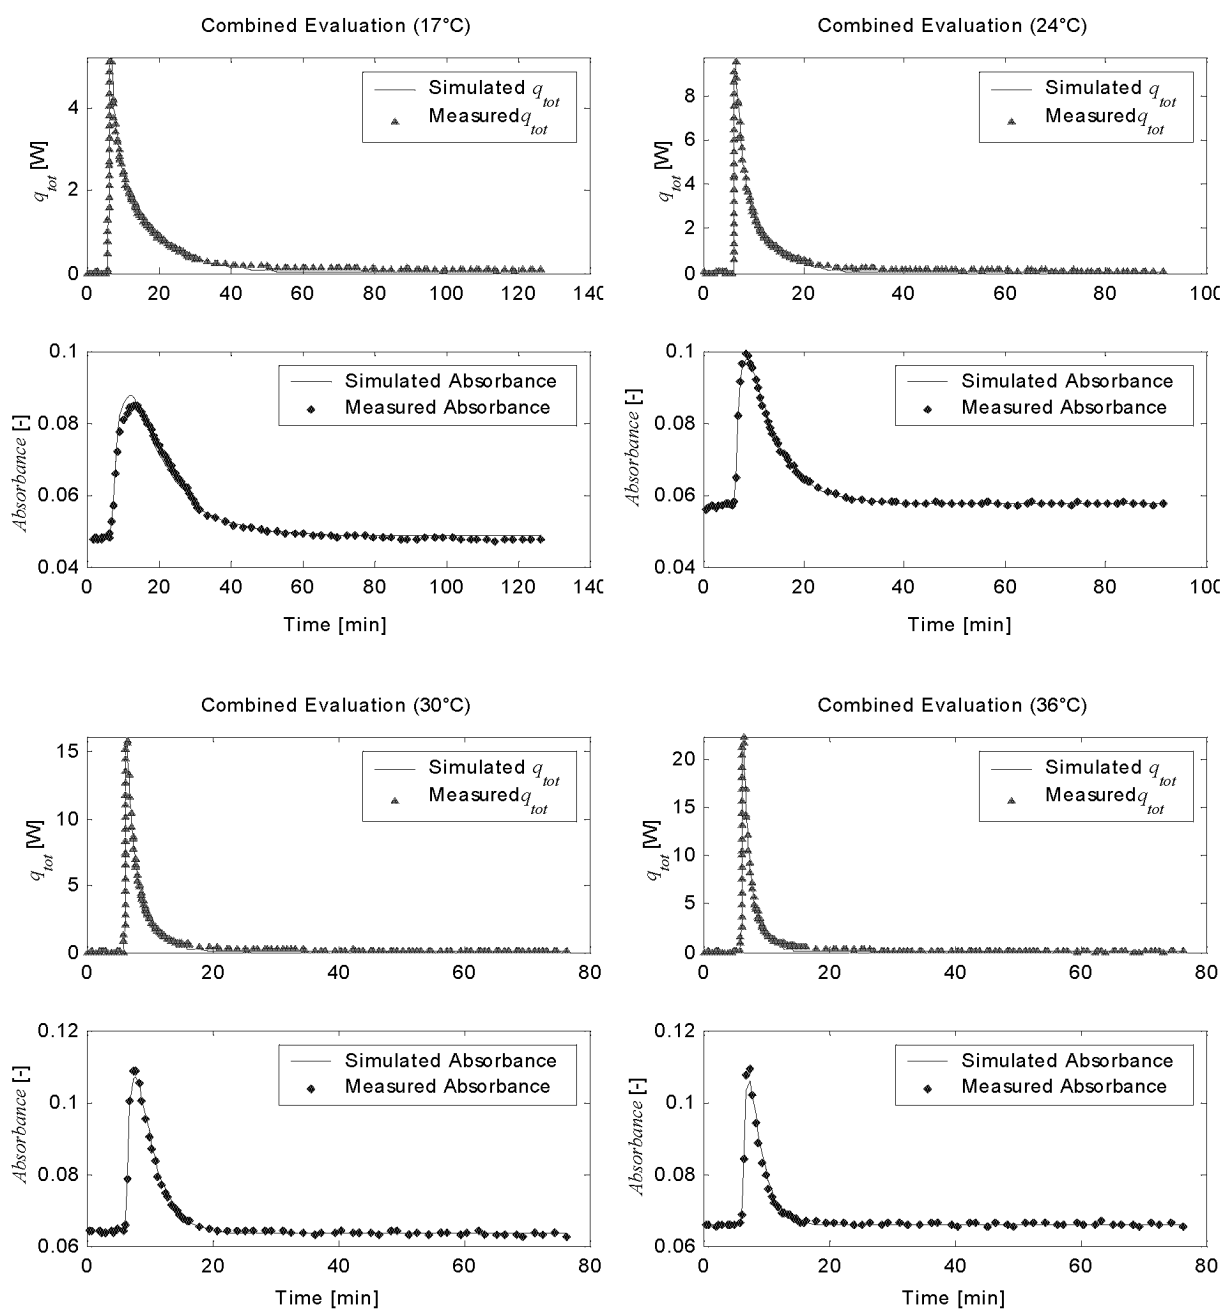 Combined Evaluation (17°C)
Simulated q_tot
Measured q_tot
q_tot [W]
4
2
0
0 20 40 60 80 100 120 14
Combined Evaluation (24°C)
Simulated q_tot
Measured q_tot
q_tot [W]
8
6
4
2
0
0 20 40 60 80 100
Simulated Absorbance
Measured Absorbance
Absorbance [-]
0.1
0.08
0.06
0.04
0 20 40 60 80 100 120 14
Time [min]
Simulated Absorbance
Measured Absorbance
Absorbance [-]
0.1
0.08
0.06
0.04
0 20 40 60 80 100
Time [min]
Combined Evaluation (30°C)
Simulated q_tot
Measured q_tot
q_tot [W]
15
10
5
0
0 20 40 60 80
Combined Evaluation (36°C)
Simulated q_tot
Measured q_tot
q_tot [W]
20
15
10
5
0
0 20 40 60 80
Simulated Absorbance
Measured Absorbance
Absorbance [-]
0.12
0.1
0.08
0.06
0 20 40 60 80
Time [min]
Simulated Absorbance
Measured Absorbance
Absorbance [-]
0.12
0.1
0.08
0.06
0 20 40 60 80
Time [min]